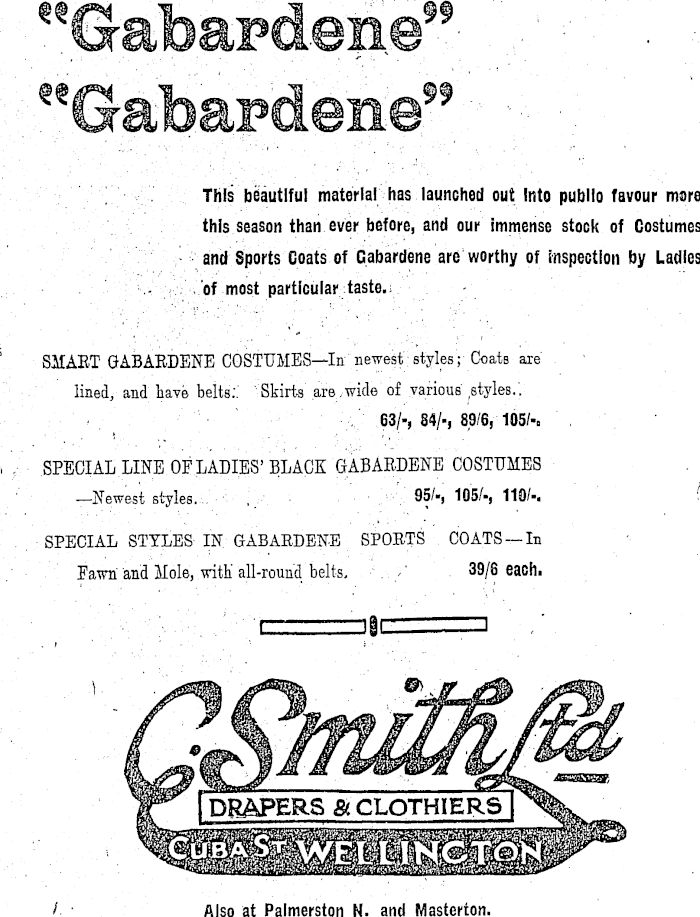 "Gabardene"
"Gabardene"
This beautiful material has launched out into public favour more
this season than ever before, and our immense stock of Costumes
and Sports Coats of Gabardene are worthy of inspection by Ladies
of most particular taste.
SMART GABARDENE COSTUMES—In newest styles; Coats are
lined, and have belts. Skirts are wide of various styles.
63/-, 84/-, 89/6, 105/-.
SPECIAL LINE OF LADIES' BLACK GABARDENE COSTUMES
—Newest styles. 95/-, 105/-, 110/-.
SPECIAL STYLES IN GABARDENE SPORTS COATS—In
Fawn and Mole, with all-round belts. 39/6 each.
C. Smith Ltd
DRAPERS & CLOTHIERS
CUBA ST WELLINGTON
Also at Palmerston N. and Masterton.